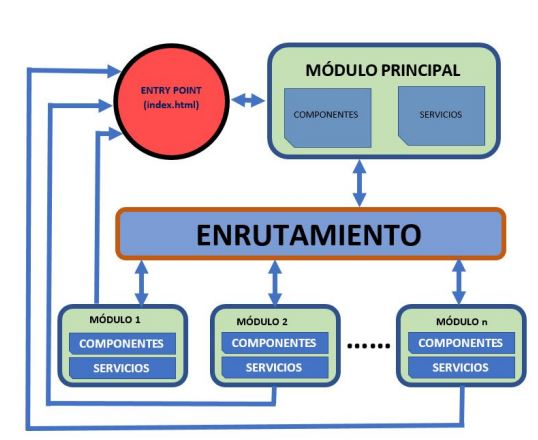 ENTRY POINT
(index.html)
MÓDULO PRINCIPAL
COMPONENTES
SERVICIOS
ENRUTAMIENTO
MÓDULO 1
COMPONENTES
SERVICIOS
MÓDULO 2
COMPONENTES
SERVICIOS
......
MÓDULO n
COMPONENTES
SERVICIOS